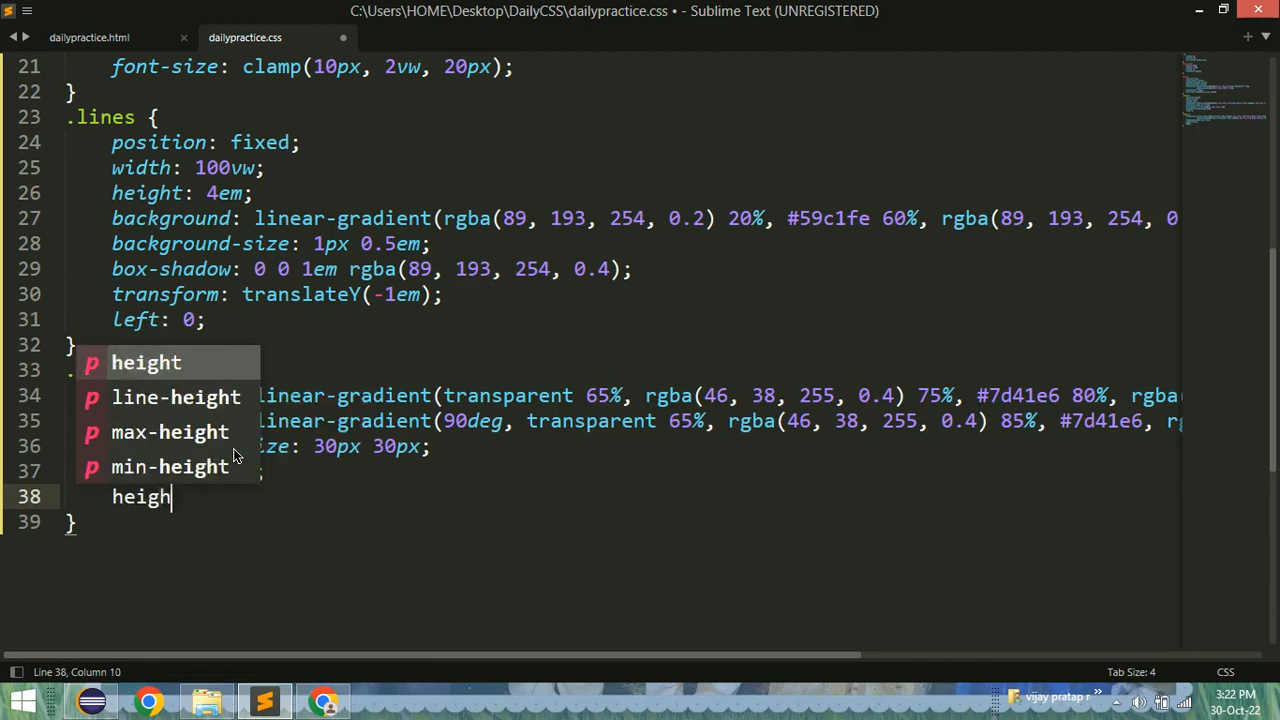 C:\Users\HOME\Desktop\DailyCSS\dailypractice.css • - Sublime Text (UNREGISTERED)
dailypractice.html
dailypractice.css
21 font-size: clamp(10px, 2vw, 20px);
22 }
23 .lines {
24 position: fixed;
25 width: 100vw;
26 height: 4em;
27 background: linear-gradient(rgba(89, 193, 254, 0.2) 20%, #59c1fe 60%, rgba(89, 193, 254, 0
28 background-size: 1px 0.5em;
29 box-shadow: 0 0 1em rgba(89, 193, 254, 0.4);
30 transform: translateY(-1em);
31 left: 0;
32 }
33 .
34 linear-gradient(transparent 65%, rgba(46, 38, 255, 0.4) 75%, #7d41e6 80%, rgba
35 linear-gradient(90deg, transparent 65%, rgba(46, 38, 255, 0.4) 85%, #7d41e6, rg
36 ize: 30px 30px;
37 ;
38 heigh
39 }
p height
p line-height
p max-height
p min-height
Line 38, Column 10
Tab Size: 4
CSS
vijay pratap r »
3:22 PM
30-Oct-22